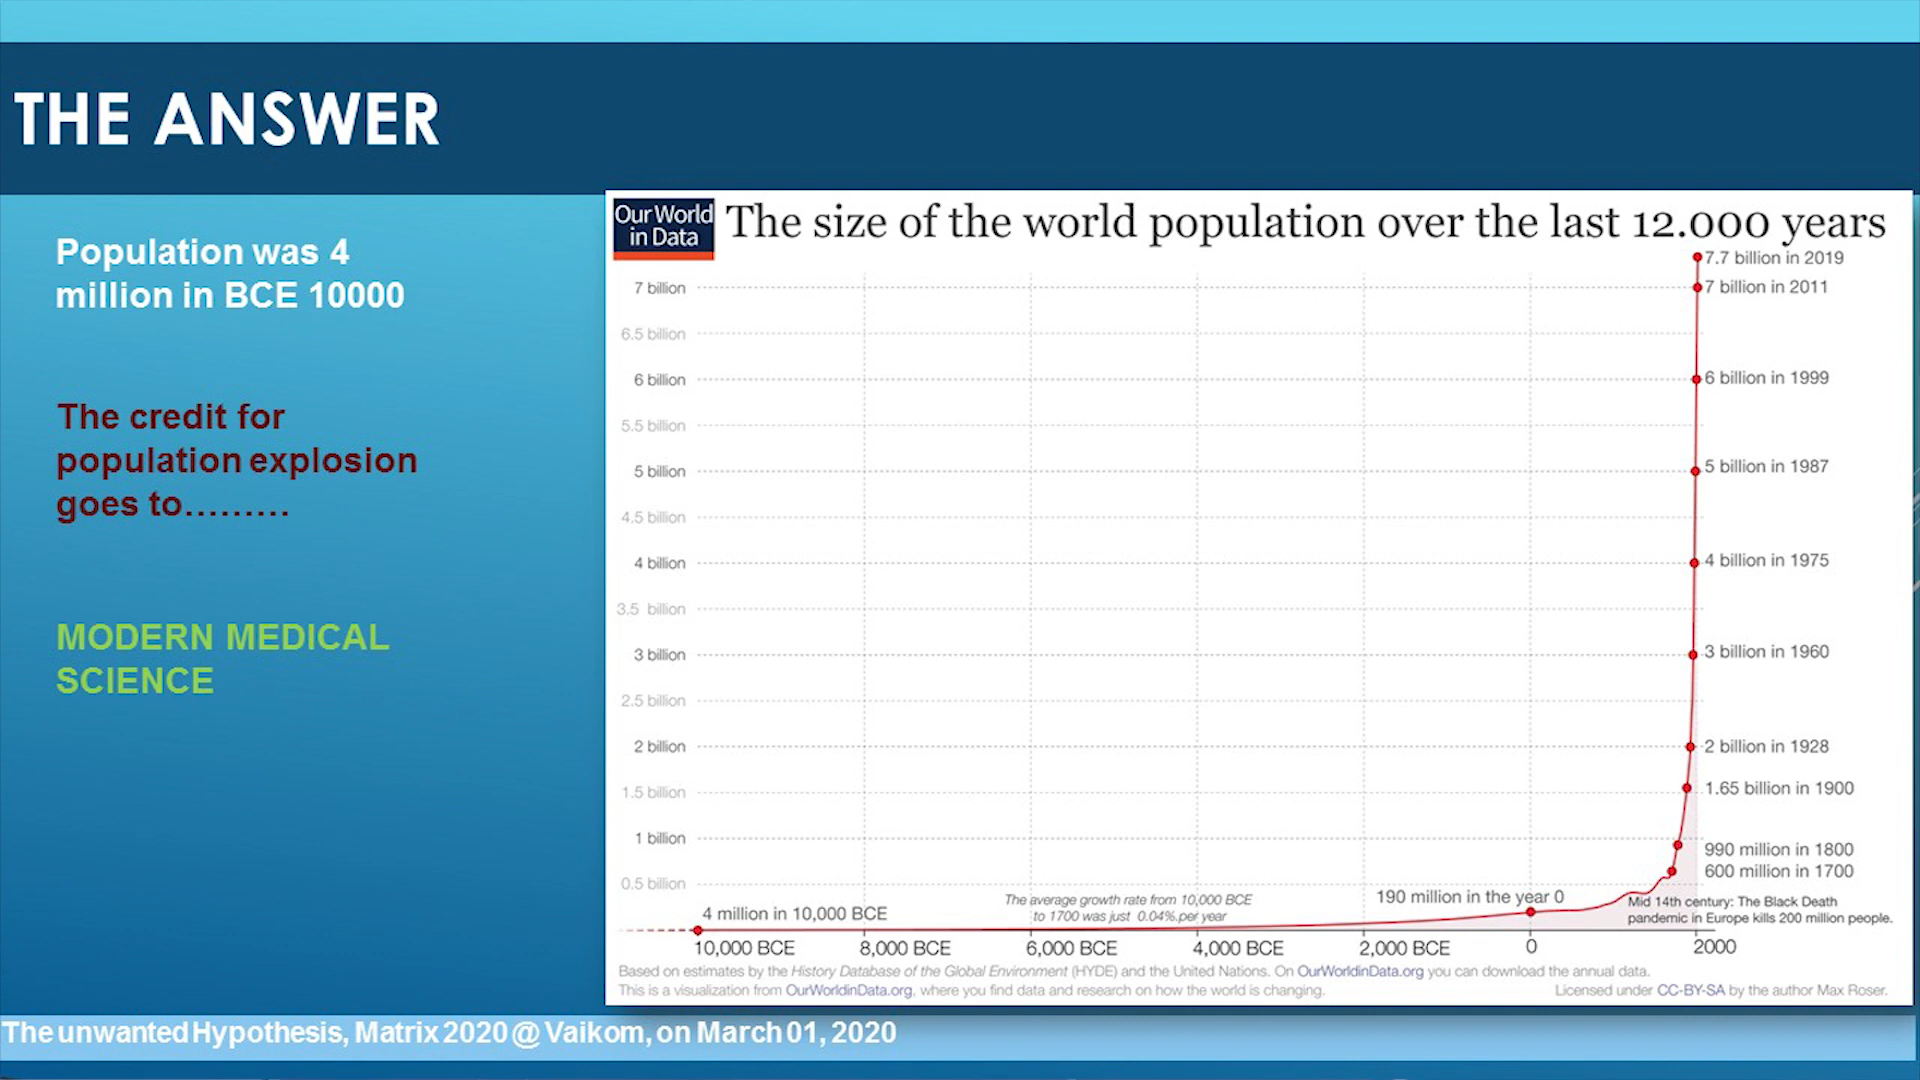 THE ANSWER
Population was 4
million in BCE 10000
The credit for
population explosion
goes to.........
MODERN MEDICAL
SCIENCE
Our World
in Data
The size of the world population over the last 12.000 years
7.7 billion in 2019
7 billion
7 billion in 2011
6.5 billion
6 billion
6 billion in 1999
5.5 billion
5 billion
5 billion in 1987
4.5 billion
4 billion
4 billion in 1975
3.5 billion
3 billion
3 billion in 1960
2.5 billion
2 billion
2 billion in 1928
1.5 billion
1.65 billion in 1900
1 billion
990 million in 1800
600 million in 1700
0.5 billion
4 million in 10,000 BCE
The average growth rate from 10,000 BCE
to 1700 was just 0.04% per year
190 million in the year 0
Mid 14th century: The Black Death
pandemic in Europe kills 200 million people.
10,000 BCE 8,000 BCE 6,000 BCE 4,000 BCE 2,000 BCE 0 2000
Based on estimates by the History Database of the Global Environment (HYDE) and the United Nations. On OurWorldinData.org you can download the annual data.
This is a visualization from OurWorldinData.org, where you find data and research on how the world is changing.
Licensed under CC-BY-SA by the author Max Roser.
The unwanted Hypothesis, Matrix 2020 @ Vaikom, on March 01, 2020